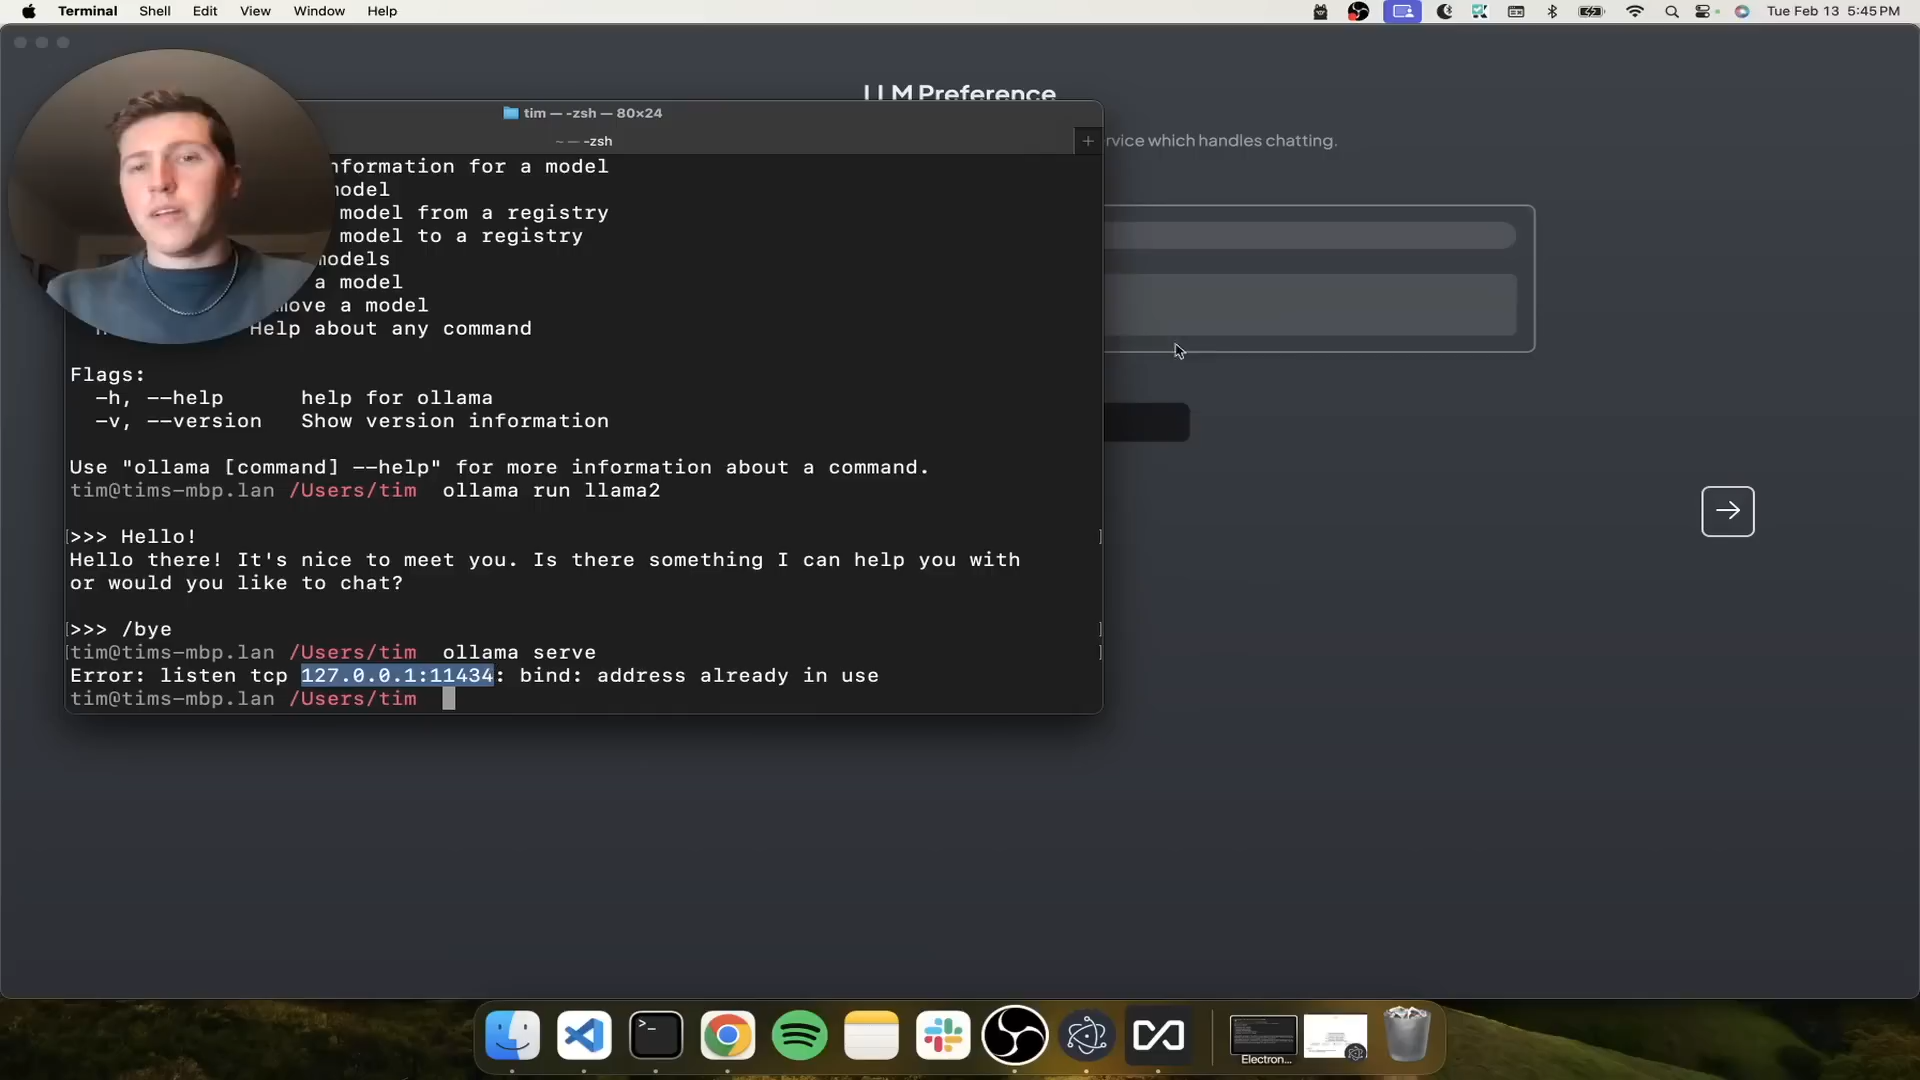 Terminal Shell Edit View Window Help
Tue Feb 13 5:45 PM
LLM Preference
rvice which handles chatting.
tim — -zsh — 80×24
~ — -zsh
nformation for a model
model
model from a registry
model to a registry
models
a model
move a model
Help about any command
Flags:
-h, --help help for ollama
-v, --version Show version information
Use "ollama [command] --help" for more information about a command.
tim@tims-mbp.lan /Users/tim ollama run llama2
>>> Hello!
Hello there! It's nice to meet you. Is there something I can help you with
or would you like to chat?
>>> /bye
tim@tims-mbp.lan /Users/tim ollama serve
Error: listen tcp 127.0.0.1:11434: bind: address already in use
tim@tims-mbp.lan /Users/tim
Electron...